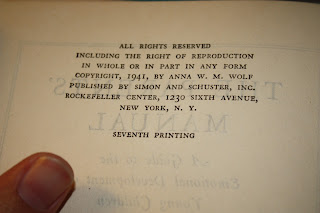 ALL RIGHTS RESERVED
INCLUDING THE RIGHT OF REPRODUCTION
IN WHOLE OR IN PART IN ANY FORM
COPYRIGHT, 1941, BY ANNA W. M. WOLF
PUBLISHED BY SIMON AND SCHUSTER, INC.
ROCKEFELLER CENTER, 1230 SIXTH AVENUE,
NEW YORK, N. Y.
SEVENTH PRINTING